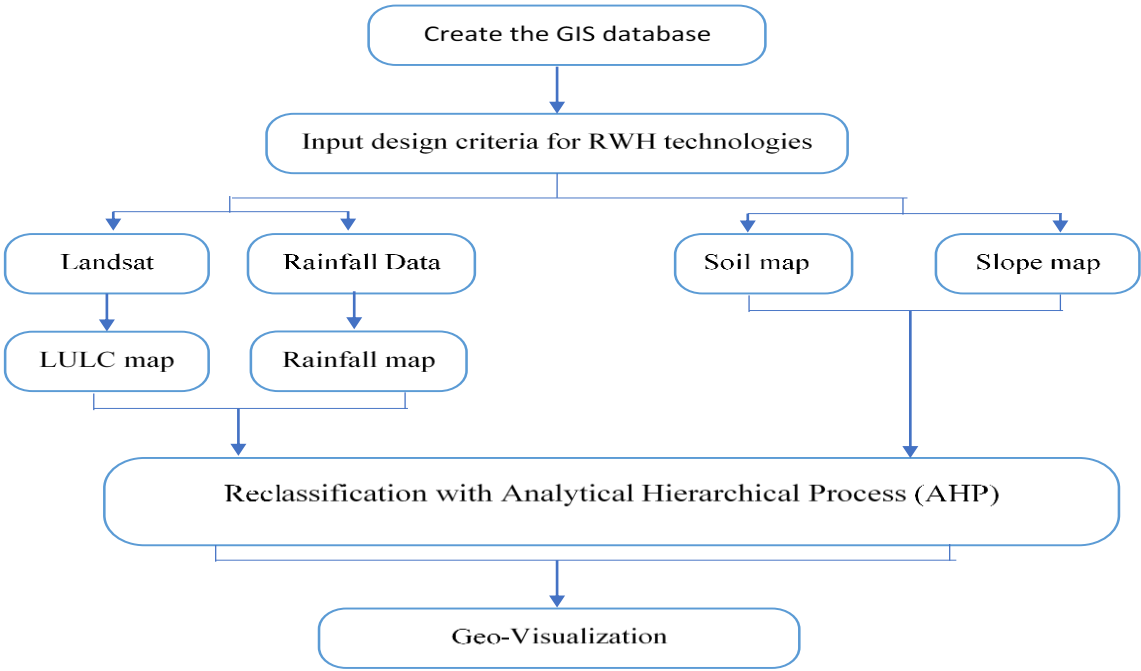 Create the GIS database
Input design criteria for RWH technologies
Landsat
Rainfall Data
Soil map
Slope map
LULC map
Rainfall map
Reclassification with Analytical Hierarchical Process (AHP)
Geo-Visualization